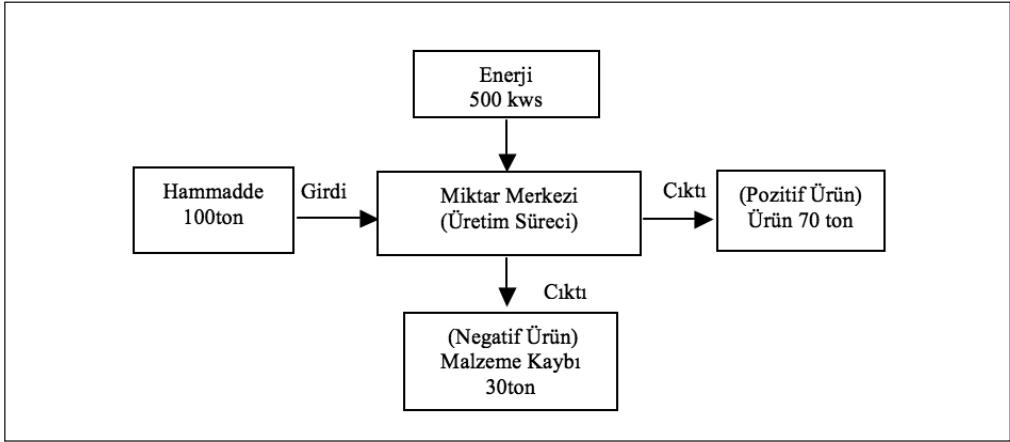 Enerji
500 kws
Hammadde
100ton
Girdi
Miktar Merkezi
(Üretim Süreci)
Cıktı
(Pozitif Ürün)
Ürün 70 ton
Cıktı
(Negatif Ürün)
Malzeme Kaybı
30ton